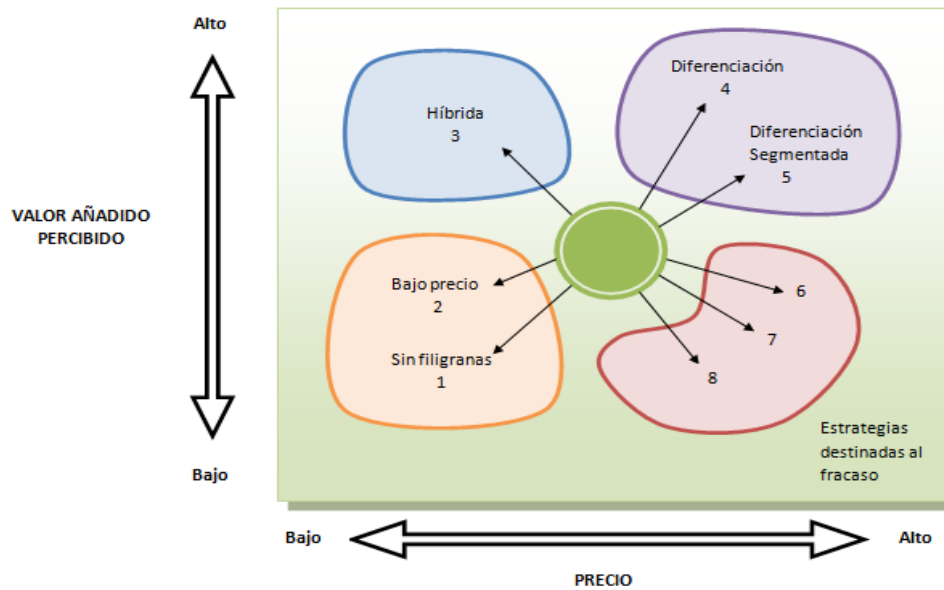 Alto
Diferenciación
4
Híbrida
3
Diferenciación
Segmentada
5
VALOR AÑADIDO
PERCIBIDO
Bajo precio
2
6
7
Sin filigranas
1
8
Estrategias
destinadas al
fracaso
Bajo
Bajo
Alto
PRECIO